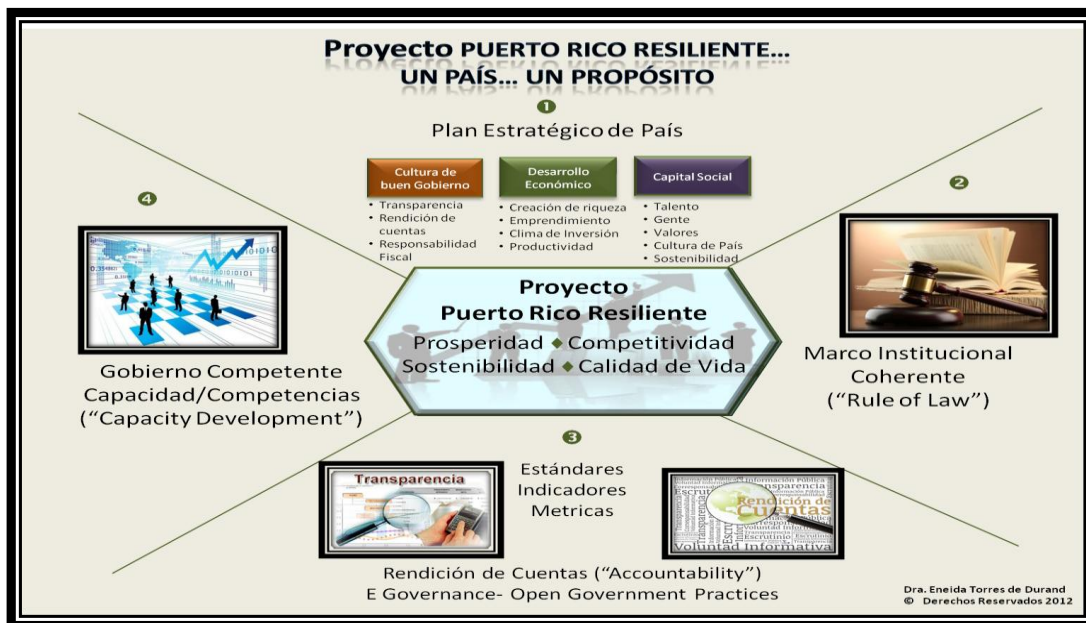 Proyecto PUERTO RICO RESILIENTE...
UN PAÍS... UN PROPÓSITO
1
Plan Estratégico de País
Cultura de
buen Gobierno
• Transparencia
• Rendición de
cuentas
• Responsabilidad
Fiscal
Desarrollo
Económico
• Creación de riqueza
• Emprendimiento
• Clima de Inversión
• Productividad
Capital Social
• Talento
• Gente
• Valores
• Cultura de País
• Sostenibilidad
2
Marco Institucional
Coherente
(“Rule of Law”)
4
Gobierno Competente
Capacidad/Competencias
(“Capacity Development”)
Proyecto
Puerto Rico Resiliente
Prosperidad ◆ Competitividad
Sostenibilidad ◆ Calidad de Vida
3
Estándares
Indicadores
Metricas
Transparencia
Rendición de
Cuentas
Voluntad Informativa
Rendición de Cuentas (“Accountability”)
E Governance- Open Government Practices
Dra. Eneida Torres de Durand
© Derechos Reservados 2012